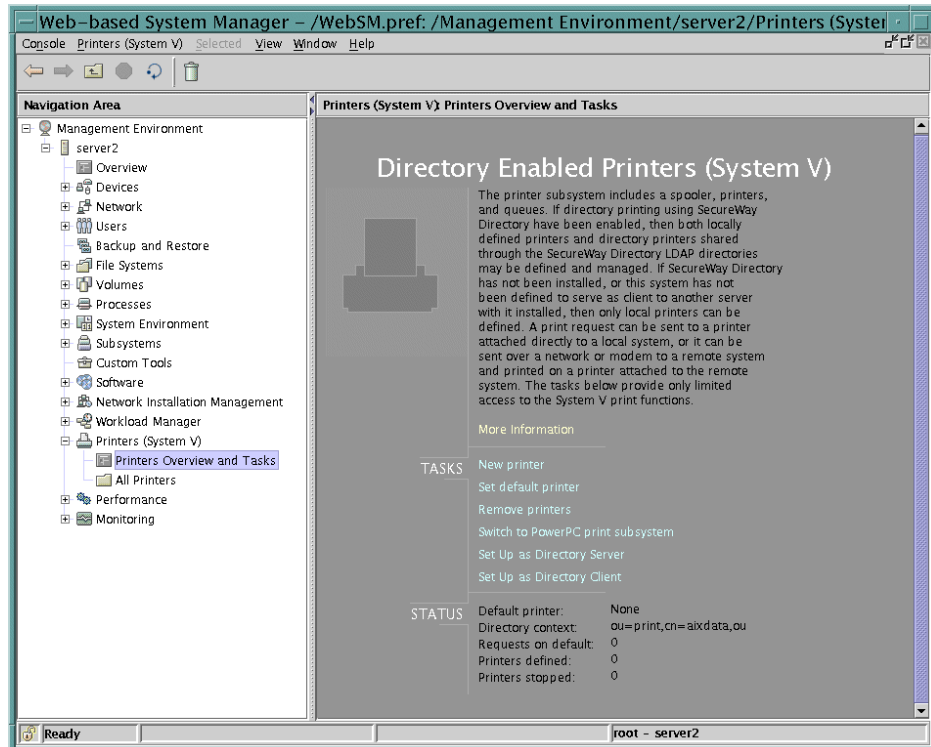 Web-based System Manager - /WebSM.pref: /Management Environment/server2/Printers (System
Console Printers (System V) Selected View Window Help
Navigation Area
Printers (System V): Printers Overview and Tasks
Management Environment
server2
Overview
Devices
Network
Users
Backup and Restore
File Systems
Volumes
Processes
System Environment
Subsystems
Custom Tools
Software
Network Installation Management
Workload Manager
Printers (System V)
Printers Overview and Tasks
All Printers
Performance
Monitoring
Directory Enabled Printers (System V)
The printer subsystem includes a spooler, printers,
and queues. If directory printing using SecureWay
Directory have been enabled, then both locally
defined printers and directory printers shared
through the SecureWay Directory LDAP directories
may be defined and managed. If SecureWay Directory
has not been installed, or this system has not
been defined to serve as client to another server
with it installed, then only local printers can be
defined. A print request can be sent to a printer
attached directly to a local system, or it can be
sent over a network or modem to a remote system
and printed on a printer attached to the remote
system. The tasks below provide only limited
access to the System V print functions.
More Information
TASKS
New printer
Set default printer
Remove printers
Switch to PowerPC print subsystem
Set Up as Directory Server
Set Up as Directory Client
STATUS
Default printer: None
Directory context: ou=print,cn=aixdata,ou
Requests on default: 0
Printers defined: 0
Printers stopped: 0
Ready
root - server2